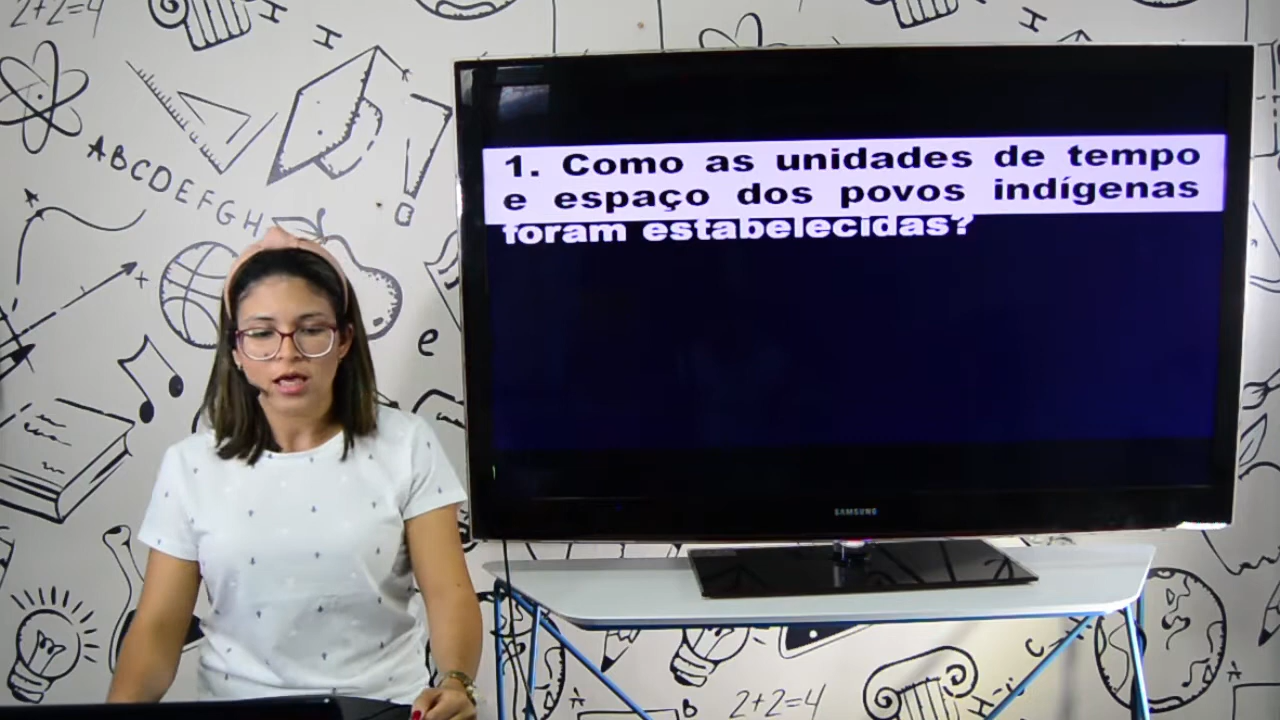 2+2=4
H
I
ABCDEFGH
1. Como as unidades de tempo
e espaço dos povos indígenas
foram estabelecidas?
e
SAMSUNG
2+2=4
B
H
C